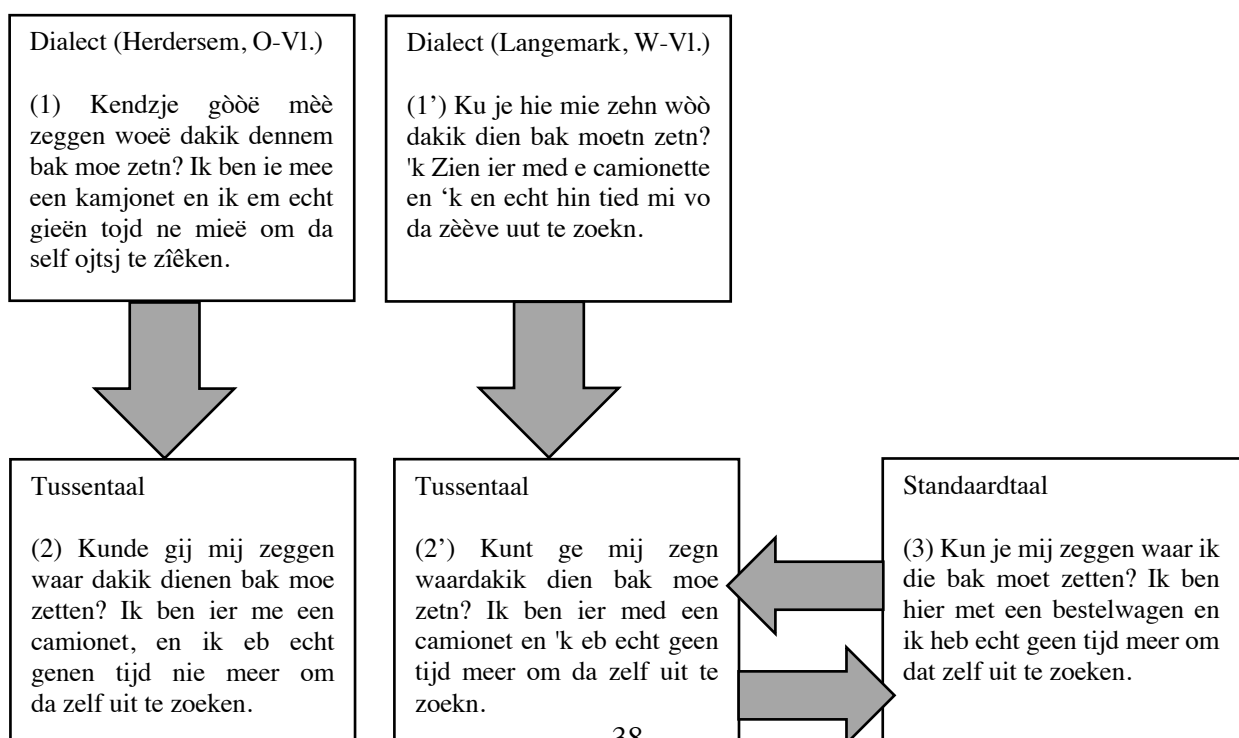 Dialect (Herdersem, O-Vl.)
(1) Kendzje gòòë mèè
zeggen woeë dakik dennem
bak moe zetn? Ik ben ie mee
een kamjonet en ik em echt
gieën tojd ne mieë om da
self ojtsj te zîêken.
Dialect (Langemark, W-Vl.)
(1’) Ku je hie mie zehn wòò
dakik dien bak moetn zetn?
'k Zien ier med e camionette
en ‘k en echt hin tied mi vo
da zèève uut te zoekn.
Tussentaal
(2) Kunde gij mij zeggen
waar dakik dienen bak moe
zetten? Ik ben ier me een
camionet, en ik eb echt
genen tijd nie meer om
da zelf uit te zoeken.
Tussentaal
(2’) Kunt ge mij zegn
waardakik dien bak moe
zetn? Ik ben ier med een
camionet en 'k eb echt geen
tijd meer om da zelf uit te
zoekn.
Standaardtaal
(3) Kun je mij zeggen waar ik
die bak moet zetten? Ik ben
hier met een bestelwagen en
ik heb echt geen tijd meer om
dat zelf uit te zoeken.
38